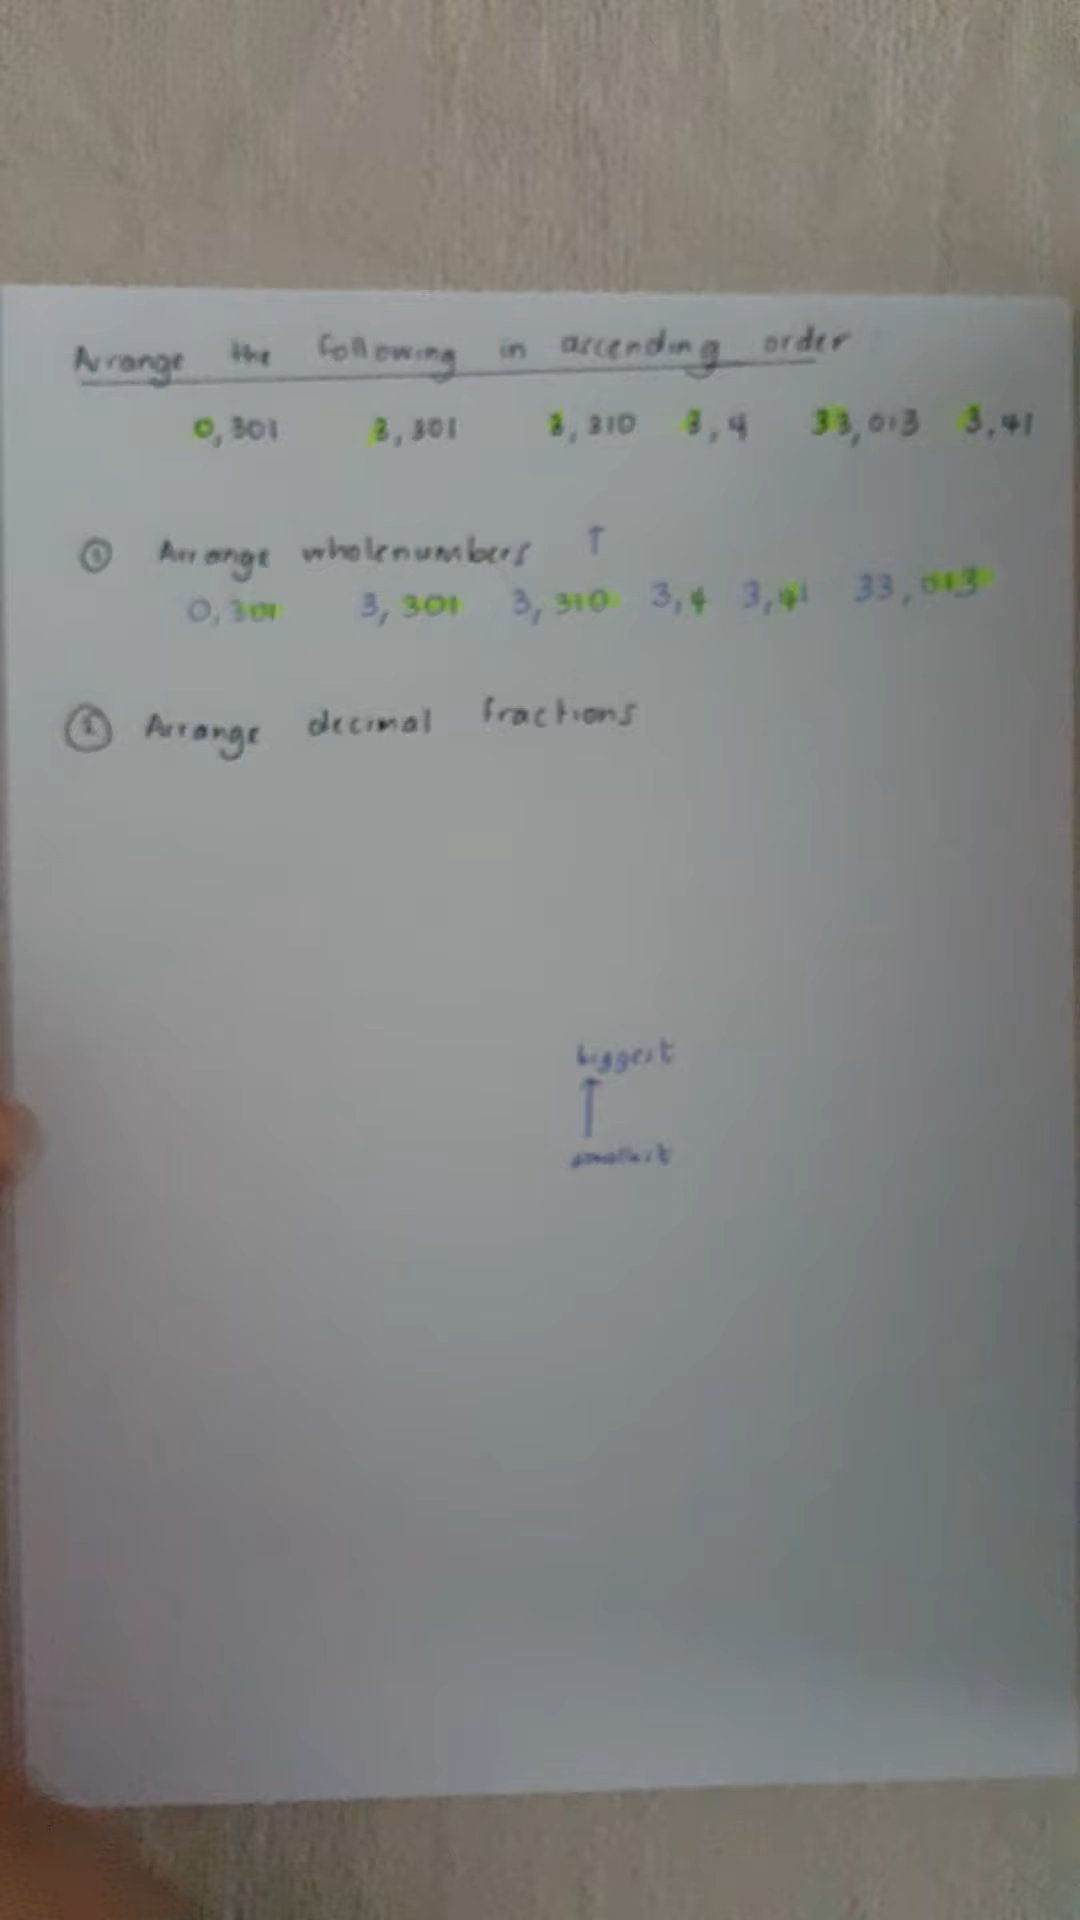 Arrange the following in ascending order :
0,301 3,301 3,310 3,4 33,013 3,41
① Arrange wholenumbers ↑
0,301 3,301 3,310 3,4 3,41 33,013
② Arrange decimal fractions
biggest
↑
smallest